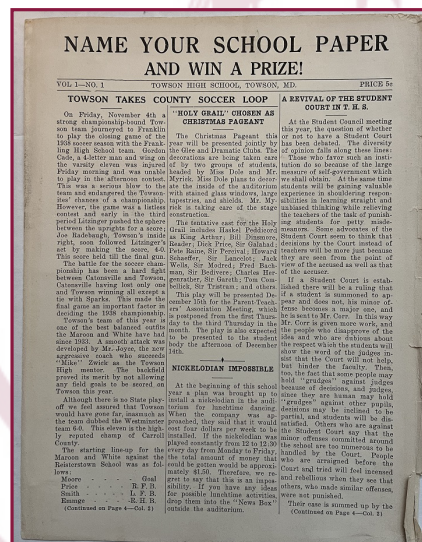 NAME YOUR SCHOOL PAPER
AND WIN A PRIZE!
VOL 1—NO. 1 TOWSON HIGH SCHOOL, TOWSON, MD. PRICE 5c
TOWSON TAKES COUNTY SOCCER LOOP
On Friday, November 4th a
strong championship-bound Tow-
son team journeyed to Franklin
to play the closing game of the
1938 soccer season with the Frank-
ling High School team. Gordon
Cade, a 4-letter man and wing on
the varsity eleven was injured
Friday morning and was unable
to play in the afternoon contest.
This was a serious blow to the
team and endangered the Towson-
ites' chances of a championship.
However, the game was a listless
contest and early in the third
period Litzinger pushed the sphere
between the uprights for a score;
Joe Radebaugh, Towson's inside
right, soon followed Litzinger's
act by making the score, 4-0.
This score held till the final gun.
The battle for the soccer cham-
pionship has been a hard fight
between Catonsville and Towson,
Catonsville having lost only one
and Towson winning all except a
tie with Sparks. This made the
final game an important factor in
deciding the 1938 championship.
Towson's team of this year is
one of the best balanced outfits
the Maroon and White have had
since 1933. A smooth attack was
developed by Mr. Joyce, the new
aggressive coach who succeeds
"Mike" Zwick as the Towson
High mentor. The backfield
proved its merit by not allowing
any field goals to be scored on
Towson this year.
Although there is no State play-
off we feel assured that Towson
would have gone far, inasmuch as
the team dubbed the Westminster
team 6-0. This eleven is the high-
ly reputed champ of Carroll
County.
The starting line-up for the
Maroon and White against the
Reisterstown School was as fol-
lows:
Moore - - - - - Goal
Price - - - - R. F. B.
Smith - - - - L. F. B.
Emmge - - - - R. H. B.
(Continued on Page 4—Col. 2)
"HOLY GRAIL" CHOSEN AS
CHRISTMAS PAGEANT
The Christmas Pageant this
year will be presented jointly by
the Glee and Dramatic Clubs. The
decorations are being taken care
of by two groups of students,
headed by Miss Dole and Mr.
Myrick. Miss Dole plans to decor-
ate the inside of the auditorium
with stained glass windows, large
tapestries, and shields. Mr. My-
rick is taking care of the stage
construction.
The tentative cast for the Holy
Grail includes Haskel Peddicord
as King Arthur; Bill Dinsmore,
Reader; Dick Price, Sir Galahad;
Pete Raine, Sir Percival; Howard
Schaeffer, Sir Lancelot; Jack
Wells, Sir Modred; Fred Back-
man, Sir Bedivere; Charles Her-
genrather, Sir Gareth; Tom Cam-
bellick, Sir Tristram; and others.
This play will be presented De-
cember 15th for the Parent-Teach-
er's Association Meeting, which
is postponed from the first Thurs-
day to the third Thursday in the
month. The play is also expected
to be presented to the student
body the afternoon of December
14th.
NICKELODIAN IMPOSSIBLE
At the beginning of this school
year a plan was brought up to
install a nickelodian in the audi-
torium for lunchtime dancing.
When the company was ap-
proached, they said that it would
cost four dollars per week to be
installed. If the nickelodian was
played constantly from 12 to 12:30
every day from Monday to Friday,
the total amount of money that
could be gotten would be approxi-
mately $1.50. Therefore, we re-
gret to say that this is an impos-
sibility. If you have any ideas
for possible lunchtime activities,
drop them into the "News Box"
outside the auditorium.
A REVIVAL OF THE STUDENT
COURT IN T. H. S.
At the Student Council meeting
this year, the question of whether
or not to have a Student Court
has been debated. The diversity
of opinion falls along these lines:
Those who favor such an insti-
tution do so because of the large
measure of self-government which
we shall obtain. At the same time
students will be gaining valuable
experience in shouldering respon-
sibilities in learning straight and
unbiased thinking while relieving
the teachers of the task of punish-
ing students for petty misde-
meanors. Some advocates of the
Student Court seem to think that
decisions by the Court instead of
teachers will be more just because
they are seen from the point of
view of the accused as well as that
of the accuser.
If a Student Court is estab-
lished there will be a ruling that
if a student is summoned to ap-
pear and does not, his minor of-
fense becomes a major one, and
he is sent to Mr. Corr. In this way
Mr. Corr is given more work, and
the people who disapprove of the
idea and who are dubious about
the respect which the students will
show the word of the judges in-
sist that the Court will not help,
but hinder the faculty. Then,
too, the fact that some people may
hold "grudges" against judges
because of decisions, and judges,
since they are human may hold
"grudges" against other pupils,
decisions may be inclined to be
partial, and students will be dis-
satisfied. Others who are against
the Student Court say that the
minor offenses committed around
the school are too numerous to be
handled by the Court. People
who are arraigned before the
Court and tried will feel incensed
and rebellious when they see that
others, who made similar offenses,
were not punished.
Their case is summed up by the
(Continued on Page 4—Col. 2)